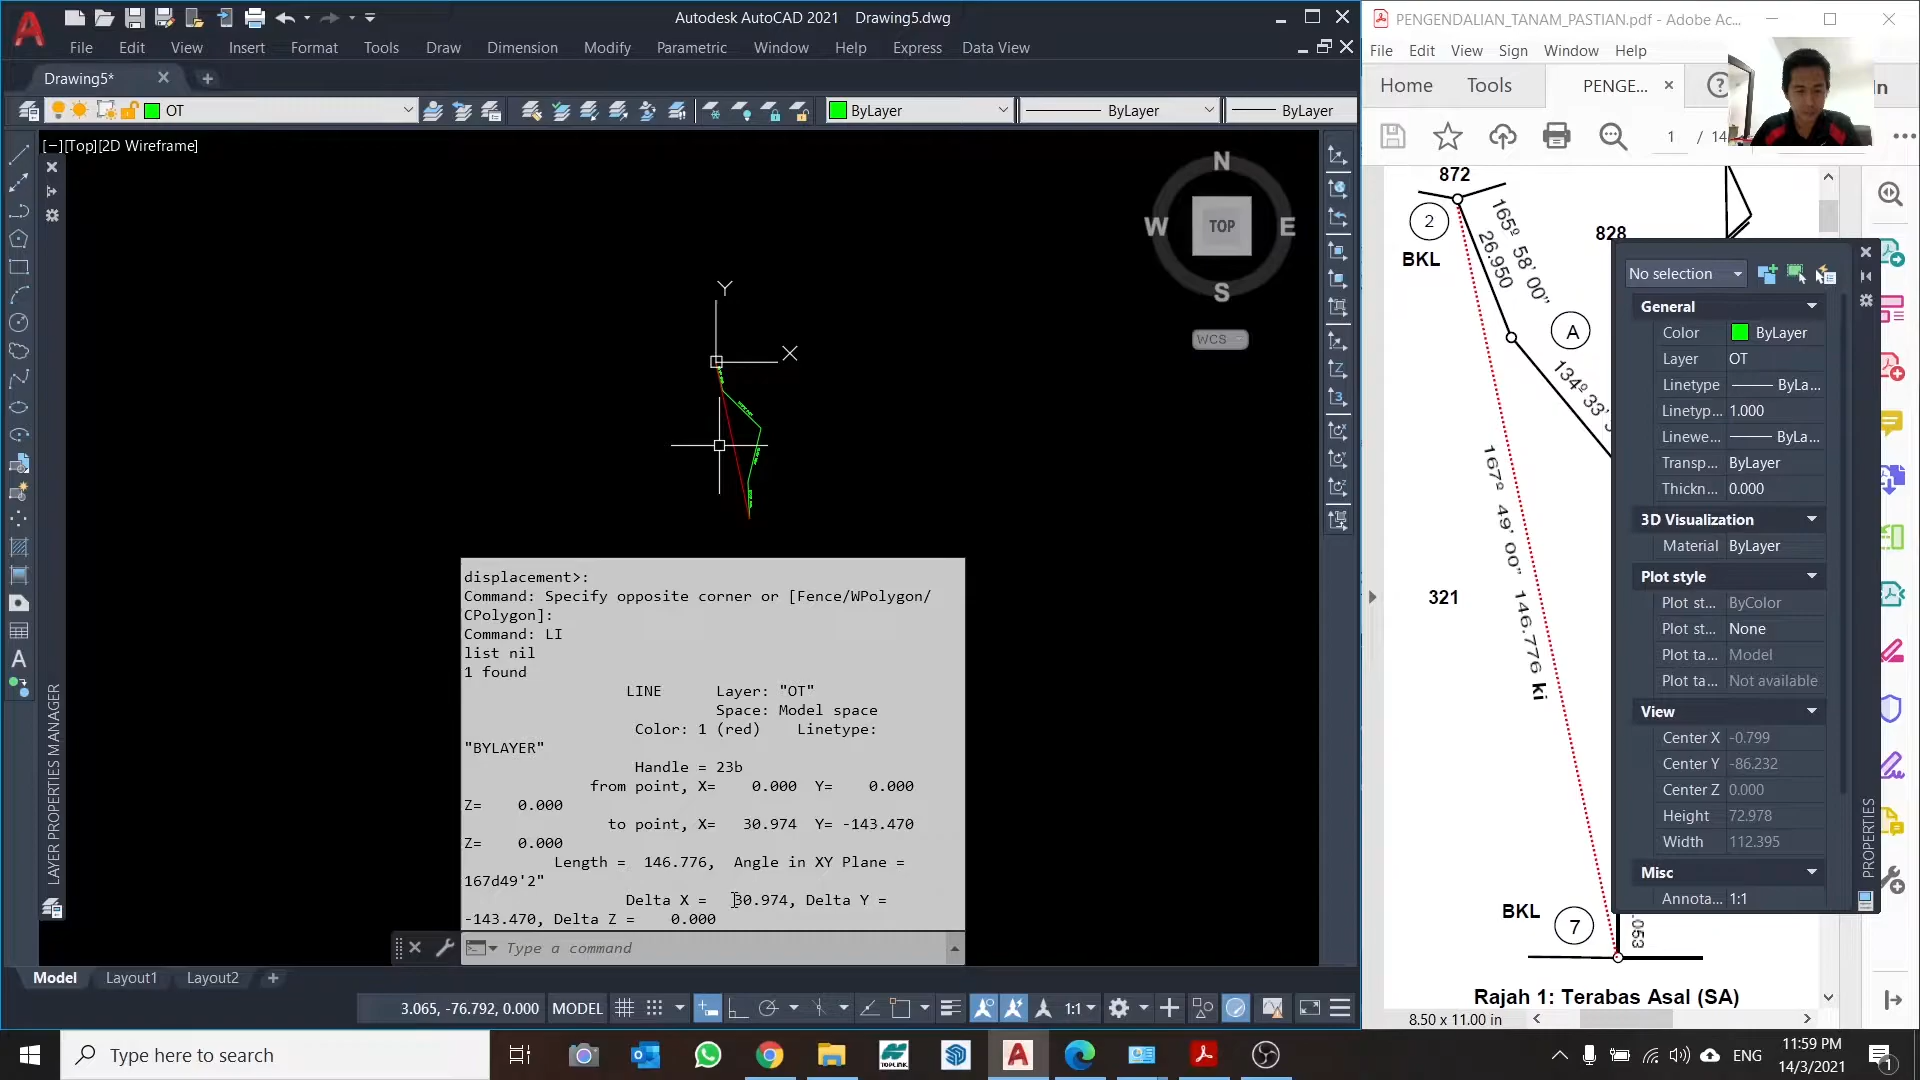 Autodesk AutoCAD 2021 Drawing5.dwg
File Edit View Insert Format Tools Draw Dimension Modify Parametric Window Help Express Data View
Drawing5*
OT
ByLayer
ByLayer
ByLayer
[−][Top][2D Wireframe]
N
W
TOP
E
S
WCS
Y
X
LAYER PROPERTIES MANAGER
displacement>:
Command: Specify opposite corner or [Fence/WPolygon/
CPolygon]:
Command: LI
list nil
1 found
LINE Layer: "OT"
Space: Model space
Color: 1 (red) Linetype:
"BYLAYER"
Handle = 23b
from point, X= 0.000 Y= 0.000
Z= 0.000
to point, X= 30.974 Y= -143.470
Z= 0.000
Length = 146.776, Angle in XY Plane =
167d49'2"
Delta X = 30.974, Delta Y =
-143.470, Delta Z = 0.000
Type a command
Model Layout1 Layout2
3.065, -76.792, 0.000 MODEL
1:1
PENGENDALIAN_TANAM_PASTIAN.pdf - Adobe Ac...
File Edit View Sign Window Help
Home Tools PENGE... In
1 / 14
872
2
BKL
165º 58' 00"
26.950
828
A
134º 33'
167º 49' 00" 146.776 ki
321
BKL
7
.053
Rajah 1: Terabas Asal (SA)
8.50 x 11.00 in
No selection
General
Color ByLayer
Layer OT
Linetype ByLa...
Linetyp... 1.000
Linewe... ByLa...
Transp... ByLayer
Thickn... 0.000
3D Visualization
Material ByLayer
Plot style
Plot st... ByColor
Plot st... None
Plot ta... Model
Plot ta... Not available
View
Center X -0.799
Center Y -86.232
Center Z 0.000
Height 72.978
Width 112.395
Misc
Annota... 1:1
PROPERTIES
Type here to search
TOPLINK
ENG
11:59 PM
14/3/2021
1